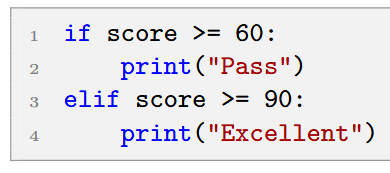 1 if score >= 60:
2     print("Pass")
3 elif score >= 90:
4     print("Excellent")